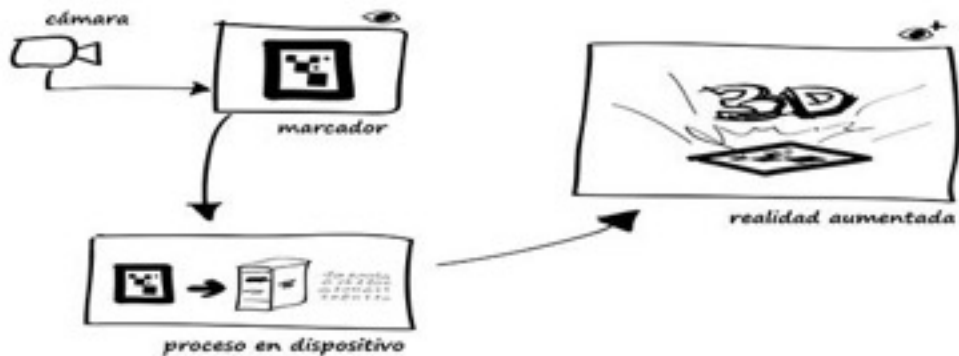 cámara
marcador
3D
realidad aumentada
proceso en dispositivo